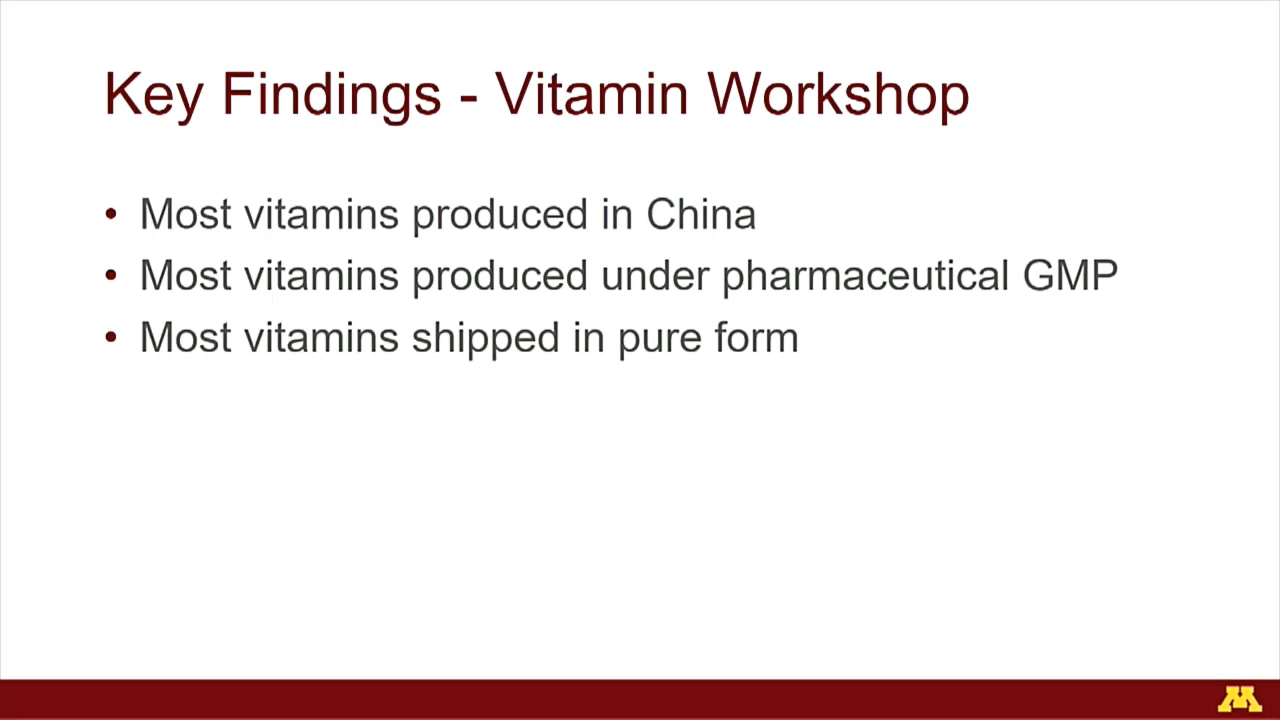 Key Findings - Vitamin Workshop
• Most vitamins produced in China
• Most vitamins produced under pharmaceutical GMP
• Most vitamins shipped in pure form
M